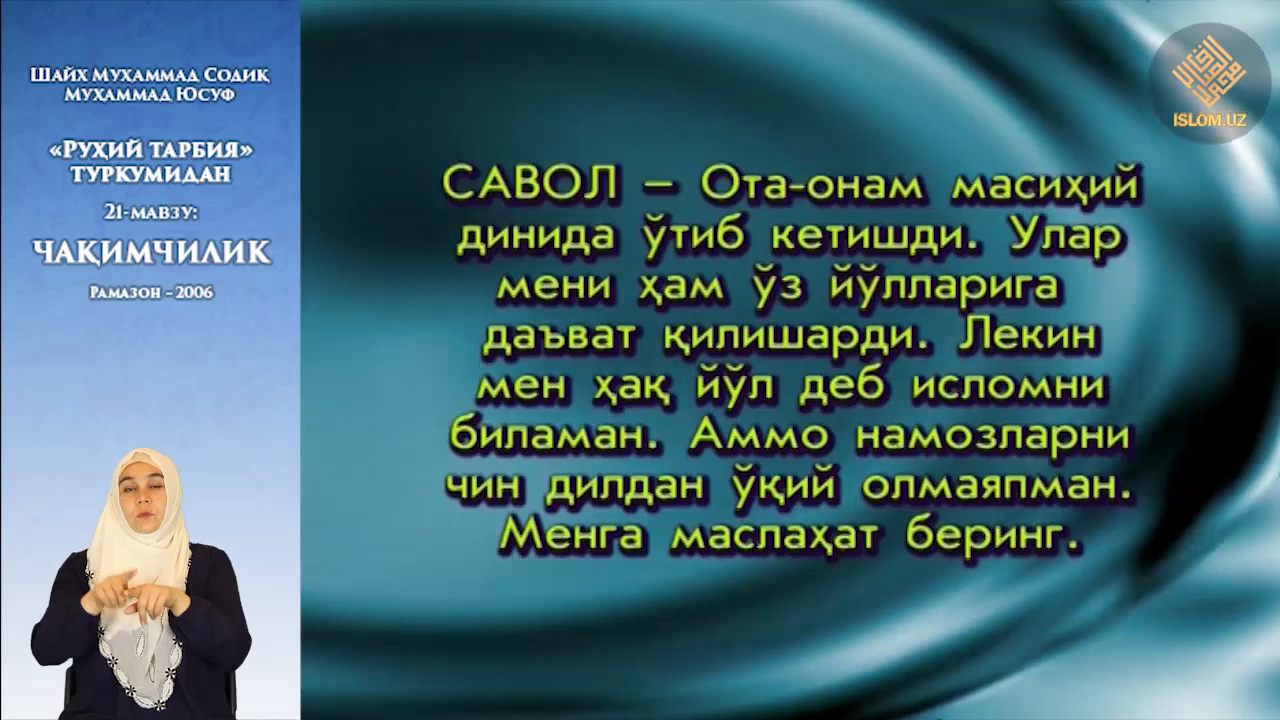 Шайх Муҳаммад Содиқ
Муҳаммад Юсуф
«Руҳий тарбия»
туркумидан
21-мавзу:
ЧАҚИМЧИЛИК
Рамазон – 2006
САВОЛ – Ота-онам масиҳий
динида ўтиб кетишди. Улар
мени ҳам ўз йўлларига
даъват қилишарди. Лекин
мен ҳақ йўл деб исломни
биламан. Аммо намозларни
чин дилдан ўқий олмаяпман.
Менга маслаҳат беринг.
ISLOM.UZ